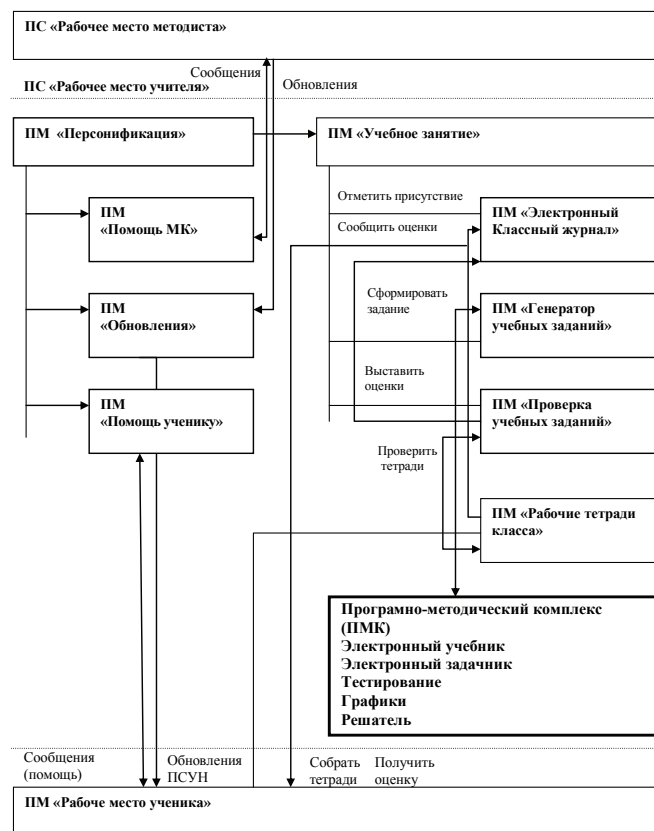 ПС «Рабочее место методиста»
Сообщения
ПС «Рабочее место учителя»
Обновления
ПМ «Персонификация»
ПМ «Учебное занятие»
ПМ
«Помощь МК»
Отметить присутствие
Сообщить оценки
ПМ «Электронный
Классный журнал»
ПМ
«Обновления»
Сформировать
задание
ПМ «Генератор
учебных заданий»
ПМ
«Помощь ученику»
Выставить
оценки
ПМ «Проверка
учебных заданий»
Проверить
тетради
ПМ «Рабочие тетради
класса»
Програмно-методический комплекс
(ПМК)
Электронный учебник
Электронный задачник
Тестирование
Графики
Решатель
Сообщения
(помощь)
Обновления
ПСУН
Собрать
тетради
Получить
оценку
ПМ «Рабоче место ученика»